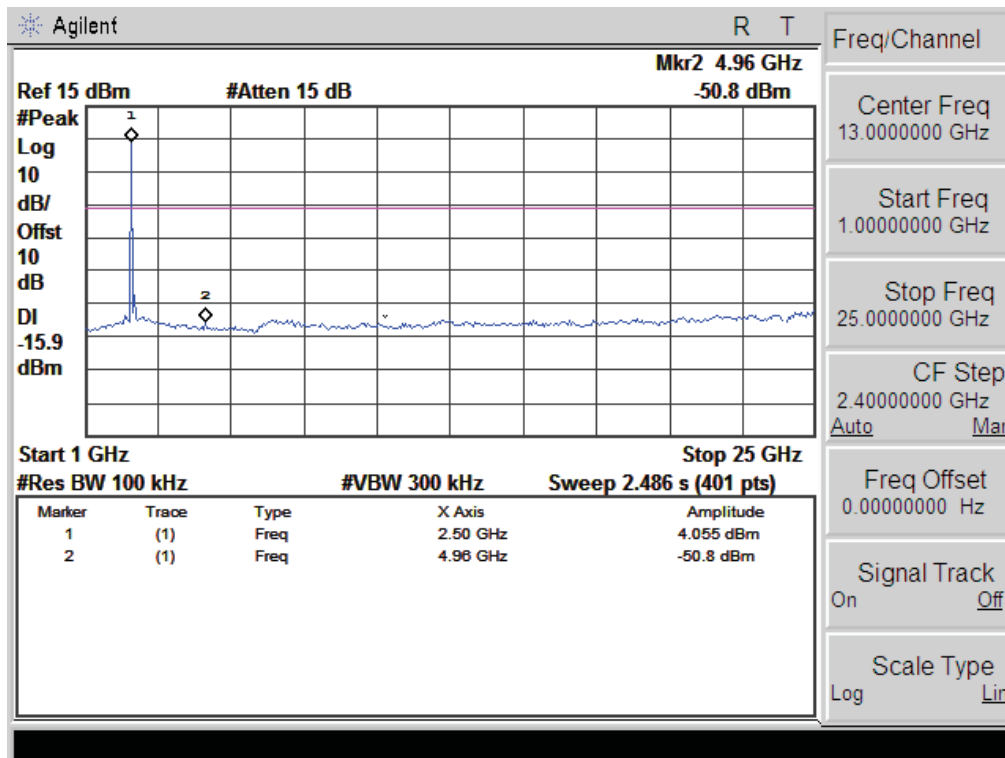 Agilent R T
Mkr2 4.96 GHz
Ref 15 dBm #Atten 15 dB -50.8 dBm
#Peak
Log
10
dB/
Offst
10
dB
DI
-15.9
dBm
1
2
Start 1 GHz Stop 25 GHz
#Res BW 100 kHz #VBW 300 kHz Sweep 2.486 s (401 pts)
Marker Trace Type X Axis Amplitude
1 (1) Freq 2.50 GHz 4.055 dBm
2 (1) Freq 4.96 GHz -50.8 dBm
Freq/Channel
Center Freq
13.0000000 GHz
Start Freq
1.00000000 GHz
Stop Freq
25.0000000 GHz
CF Step
2.40000000 GHz
Auto Man
Freq Offset
0.00000000 Hz
Signal Track
On Off
Scale Type
Log Lin